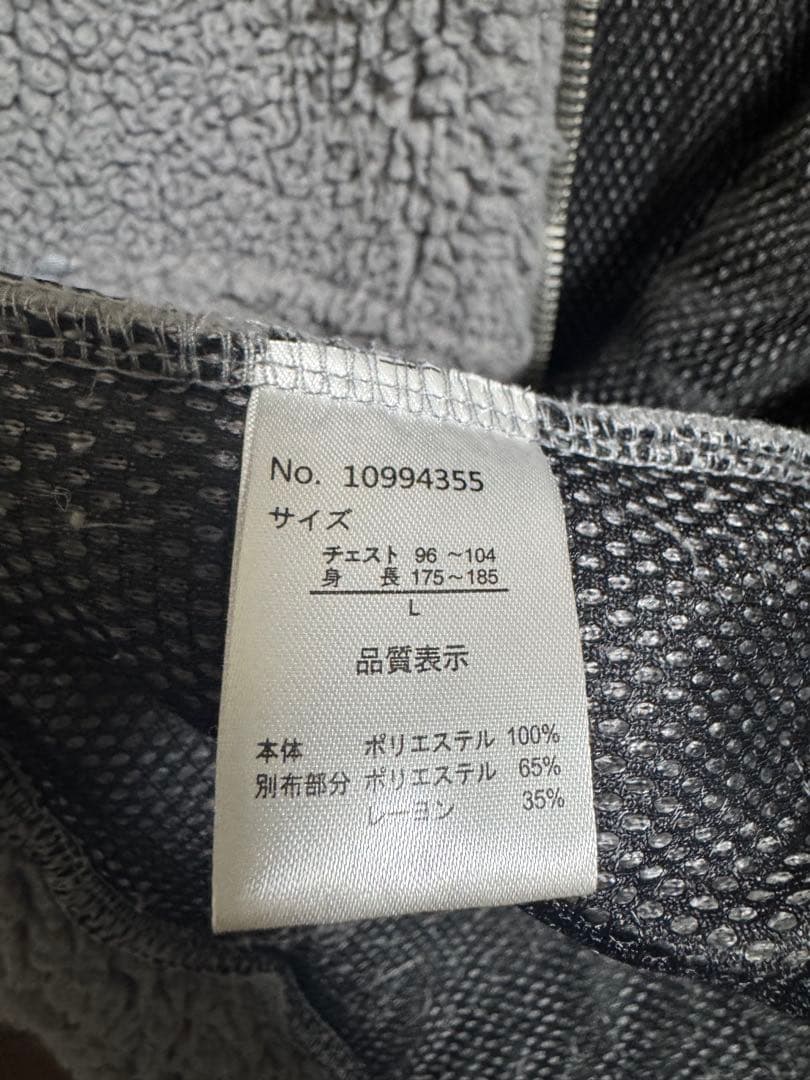 No. 10994355
サイズ
チェスト 96 ～104
身 長 175～185
L
品質表示
本体 ポリエステル 100%
別布部分 ポリエステル 65%
レーヨン 35%